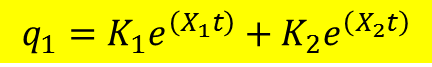 q₁ = K₁e^(X₁t) + K₂e^(X₂t)